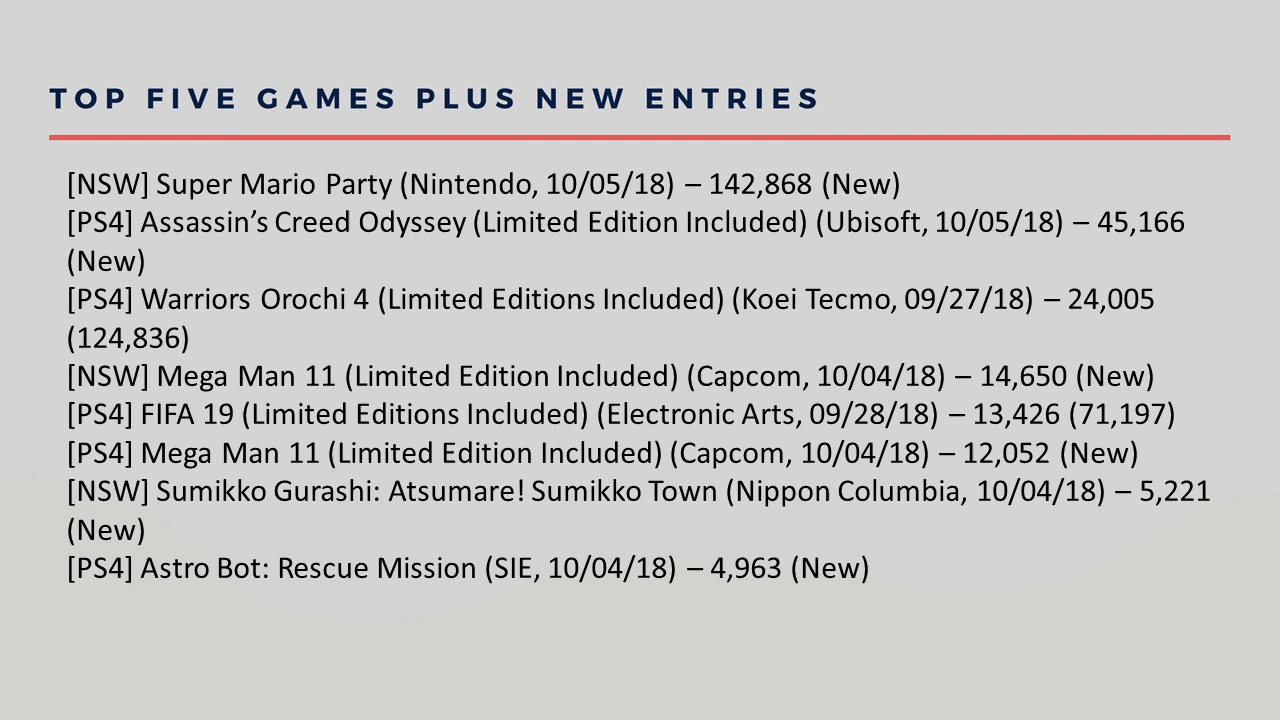 TOP FIVE GAMES PLUS NEW ENTRIES
[NSW] Super Mario Party (Nintendo, 10/05/18) – 142,868 (New)
[PS4] Assassin’s Creed Odyssey (Limited Edition Included) (Ubisoft, 10/05/18) – 45,166
(New)
[PS4] Warriors Orochi 4 (Limited Editions Included) (Koei Tecmo, 09/27/18) – 24,005
(124,836)
[NSW] Mega Man 11 (Limited Edition Included) (Capcom, 10/04/18) – 14,650 (New)
[PS4] FIFA 19 (Limited Editions Included) (Electronic Arts, 09/28/18) – 13,426 (71,197)
[PS4] Mega Man 11 (Limited Edition Included) (Capcom, 10/04/18) – 12,052 (New)
[NSW] Sumikko Gurashi: Atsumare! Sumikko Town (Nippon Columbia, 10/04/18) – 5,221
(New)
[PS4] Astro Bot: Rescue Mission (SIE, 10/04/18) – 4,963 (New)